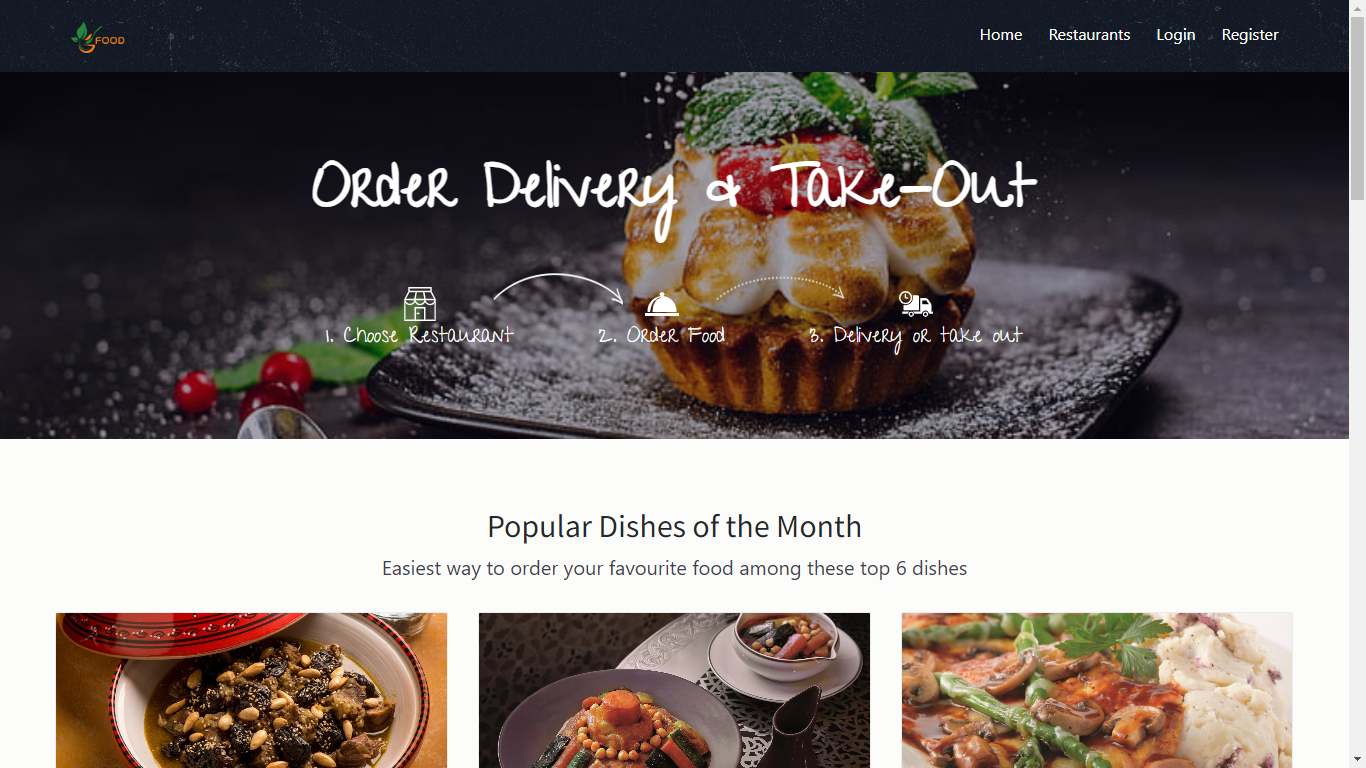 FOOD
Home Restaurants Login Register
Order Delivery & Take-Out
1. Choose Restaurant 2. Order Food 3. Delivery or take out
Popular Dishes of the Month
Easiest way to order your favourite food among these top 6 dishes